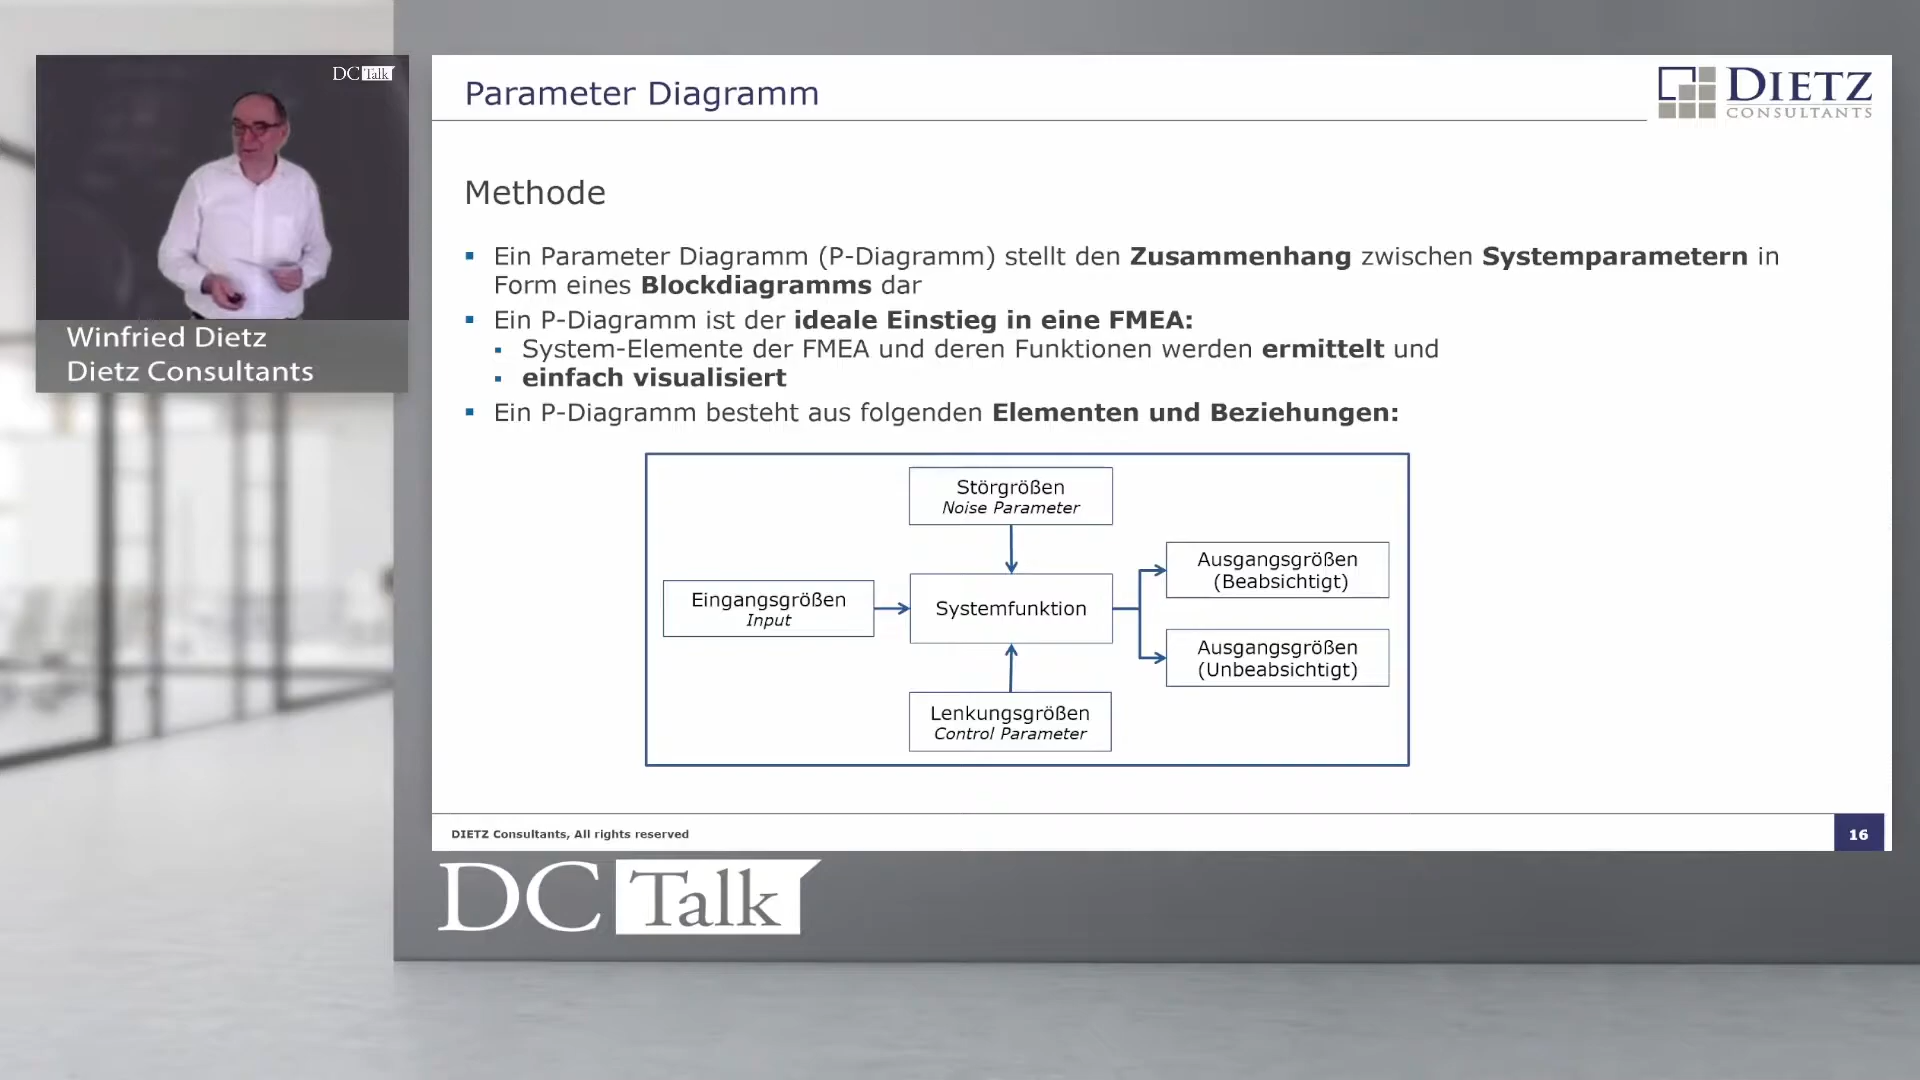 DC Talk
Winfried Dietz
Dietz Consultants
Parameter Diagramm
DIETZ
CONSULTANTS
Methode
Ein Parameter Diagramm (P-Diagramm) stellt den Zusammenhang zwischen Systemparametern in
Form eines Blockdiagramms dar
Ein P-Diagramm ist der ideale Einstieg in eine FMEA:
System-Elemente der FMEA und deren Funktionen werden ermittelt und
einfach visualisiert
Ein P-Diagramm besteht aus folgenden Elementen und Beziehungen:
Störgrößen
Noise Parameter
Eingangsgrößen
Input
Systemfunktion
Ausgangsgrößen
(Beabsichtigt)
Ausgangsgrößen
(Unbeabsichtigt)
Lenkungsgrößen
Control Parameter
DIETZ Consultants, All rights reserved
16
DC Talk